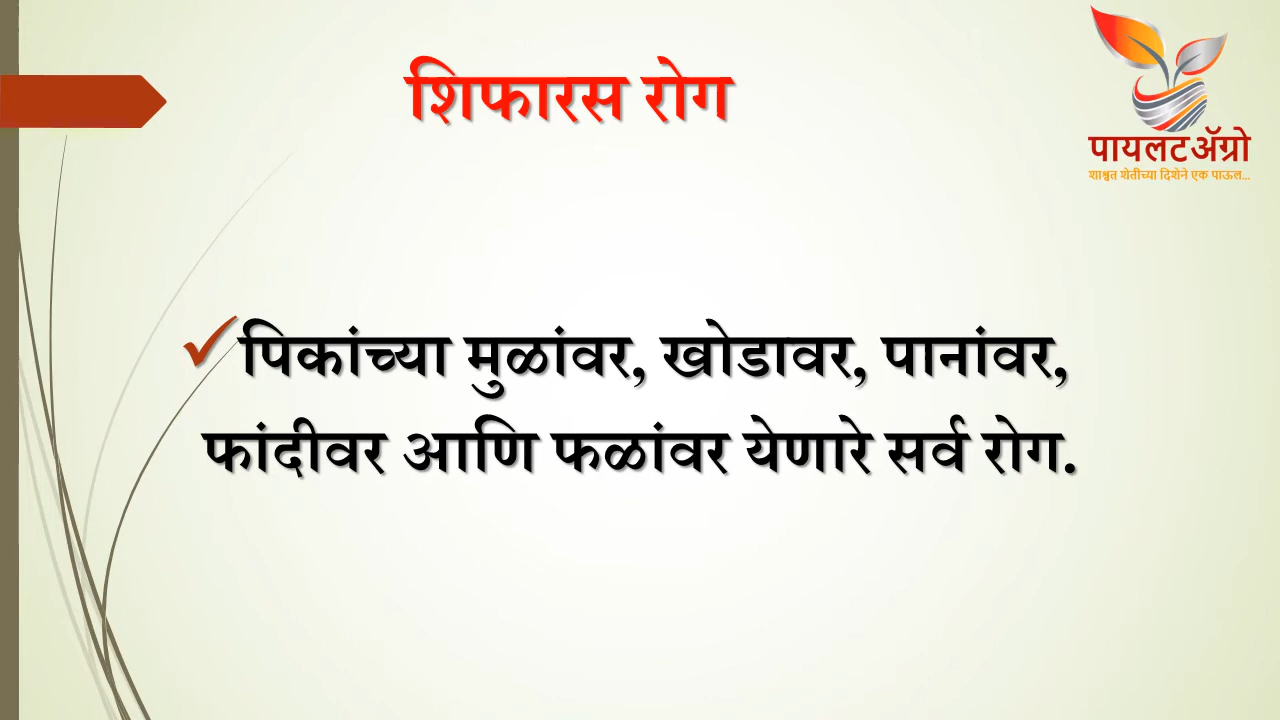 शिफारस रोग
पायलटॲग्रो
शाश्वत शेतीच्या दिशेने एक पाऊल...
पिकांच्या मुळांवर, खोडावर, पानांवर,
फांदीवर आणि फळांवर येणारे सर्व रोग.